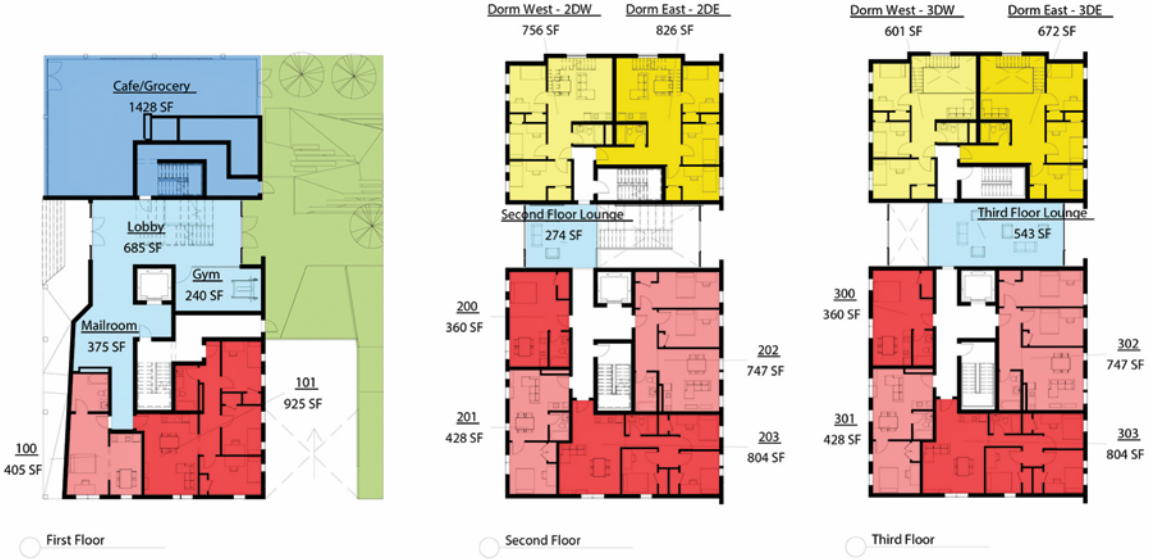 Cafe/Grocery
1428 SF
Lobby
685 SF
Gym
240 SF
Mailroom
375 SF
101
925 SF
100
405 SF
First Floor
Dorm West - 2DW
756 SF
Dorm East - 2DE
826 SF
Second Floor Lounge
274 SF
200
360 SF
202
747 SF
201
428 SF
203
804 SF
Second Floor
Dorm West - 3DW
601 SF
Dorm East - 3DE
672 SF
Third Floor Lounge
543 SF
300
360 SF
302
747 SF
301
428 SF
303
804 SF
Third Floor